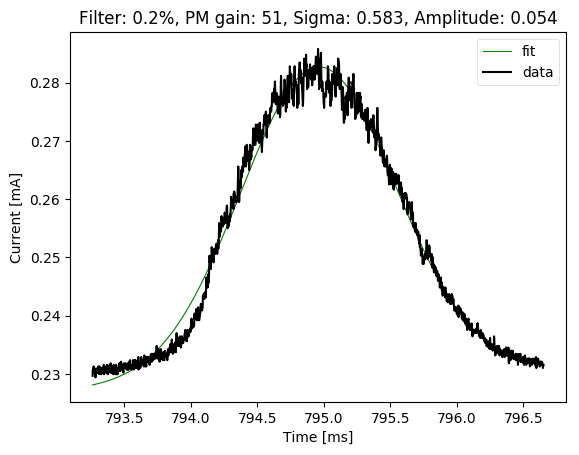 Filter: 0.2%, PM gain: 51, Sigma: 0.583, Amplitude: 0.054
fit
data
0.28
0.27
0.26
0.25
0.24
0.23
Current [mA]
793.5 794.0 794.5 795.0 795.5 796.0 796.5
Time [ms]